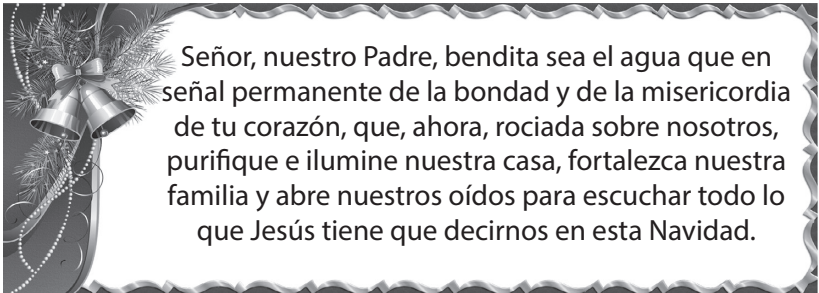 Señor, nuestro Padre, bendita sea el agua que en
señal permanente de la bondad y de la misericordia
de tu corazón, que, ahora, rociada sobre nosotros,
purifique e ilumine nuestra casa, fortalezca nuestra
familia y abre nuestros oídos para escuchar todo lo
que Jesús tiene que decirnos en esta Navidad.